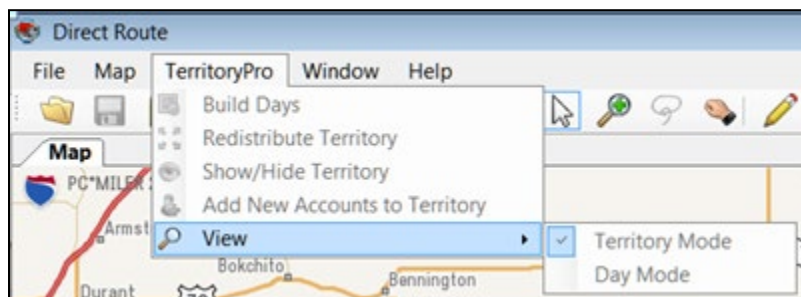 Direct Route
File Map TerritoryPro Window Help
Build Days
Redistribute Territory
Show/Hide Territory
Add New Accounts to Territory
View
Territory Mode
Day Mode
Map
PC*MILER
Armst
Bokchito
Bennington
Durant
70